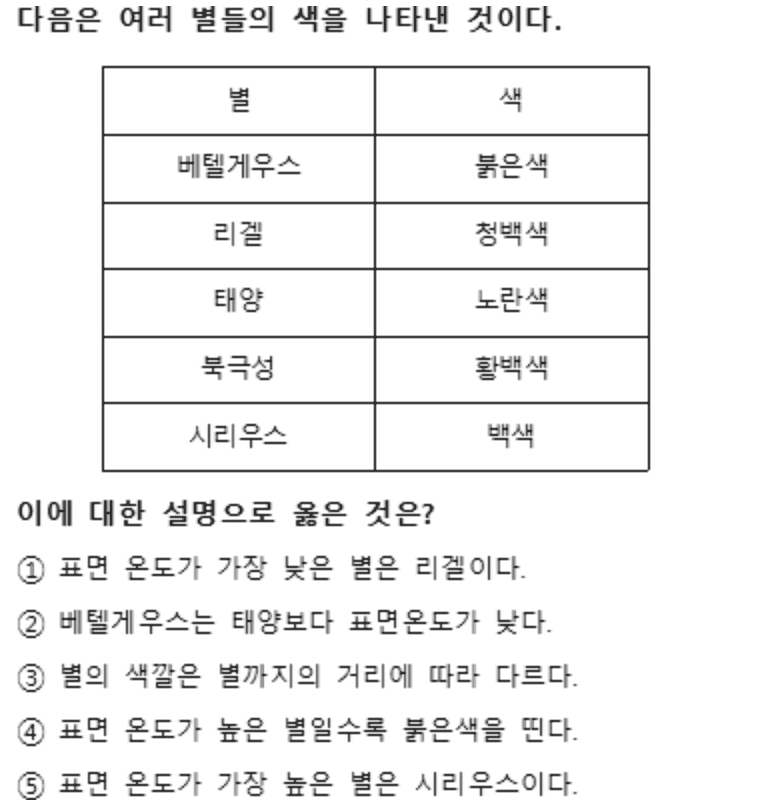 다음은 여러 별들의 색을 나타낸 것이다.
별 색
베텔게우스 붉은색
리겔 청백색
태양 노란색
북극성 황백색
시리우스 백색
이에 대한 설명으로 옳은 것은?
① 표면 온도가 가장 낮은 별은 리겔이다.
② 베텔게우스는 태양보다 표면온도가 낮다.
③ 별의 색깔은 별까지의 거리에 따라 다르다.
④ 표면 온도가 높은 별일수록 붉은색을 띤다.
⑤ 표면 온도가 가장 높은 별은 시리우스이다.